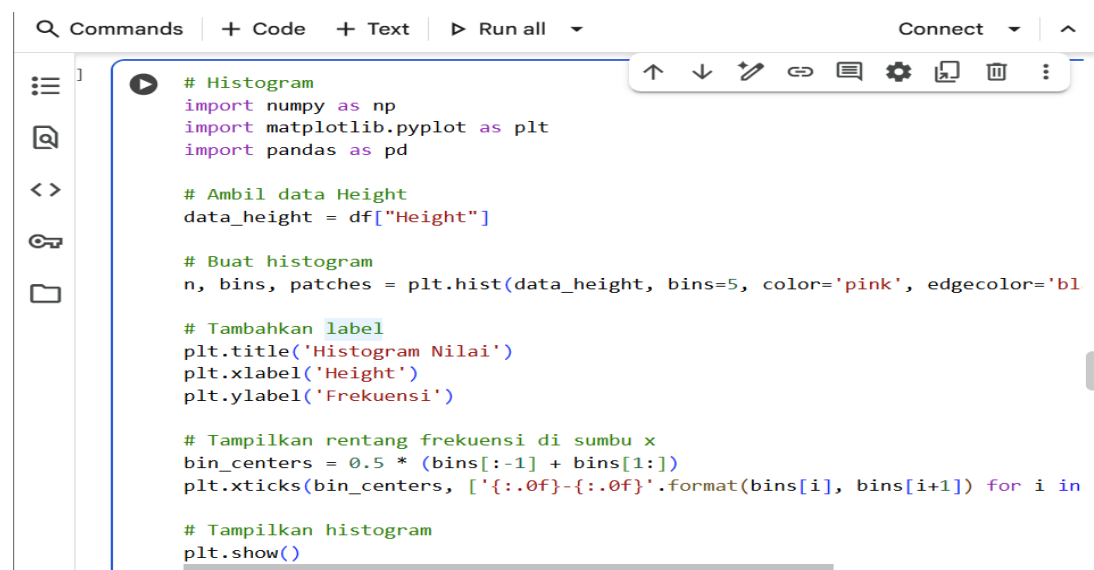 Commands + Code + Text Run all Connect
]
# Histogram
import numpy as np
import matplotlib.pyplot as plt
import pandas as pd
# Ambil data Height
data_height = df["Height"]
# Buat histogram
n, bins, patches = plt.hist(data_height, bins=5, color='pink', edgecolor='bl
# Tambahkan label
plt.title('Histogram Nilai')
plt.xlabel('Height')
plt.ylabel('Frekuensi')
# Tampilkan rentang frekuensi di sumbu x
bin_centers = 0.5 * (bins[:-1] + bins[1:])
plt.xticks(bin_centers, ['{:.0f}-{:.0f}'.format(bins[i], bins[i+1]) for i in
# Tampilkan histogram
plt.show()